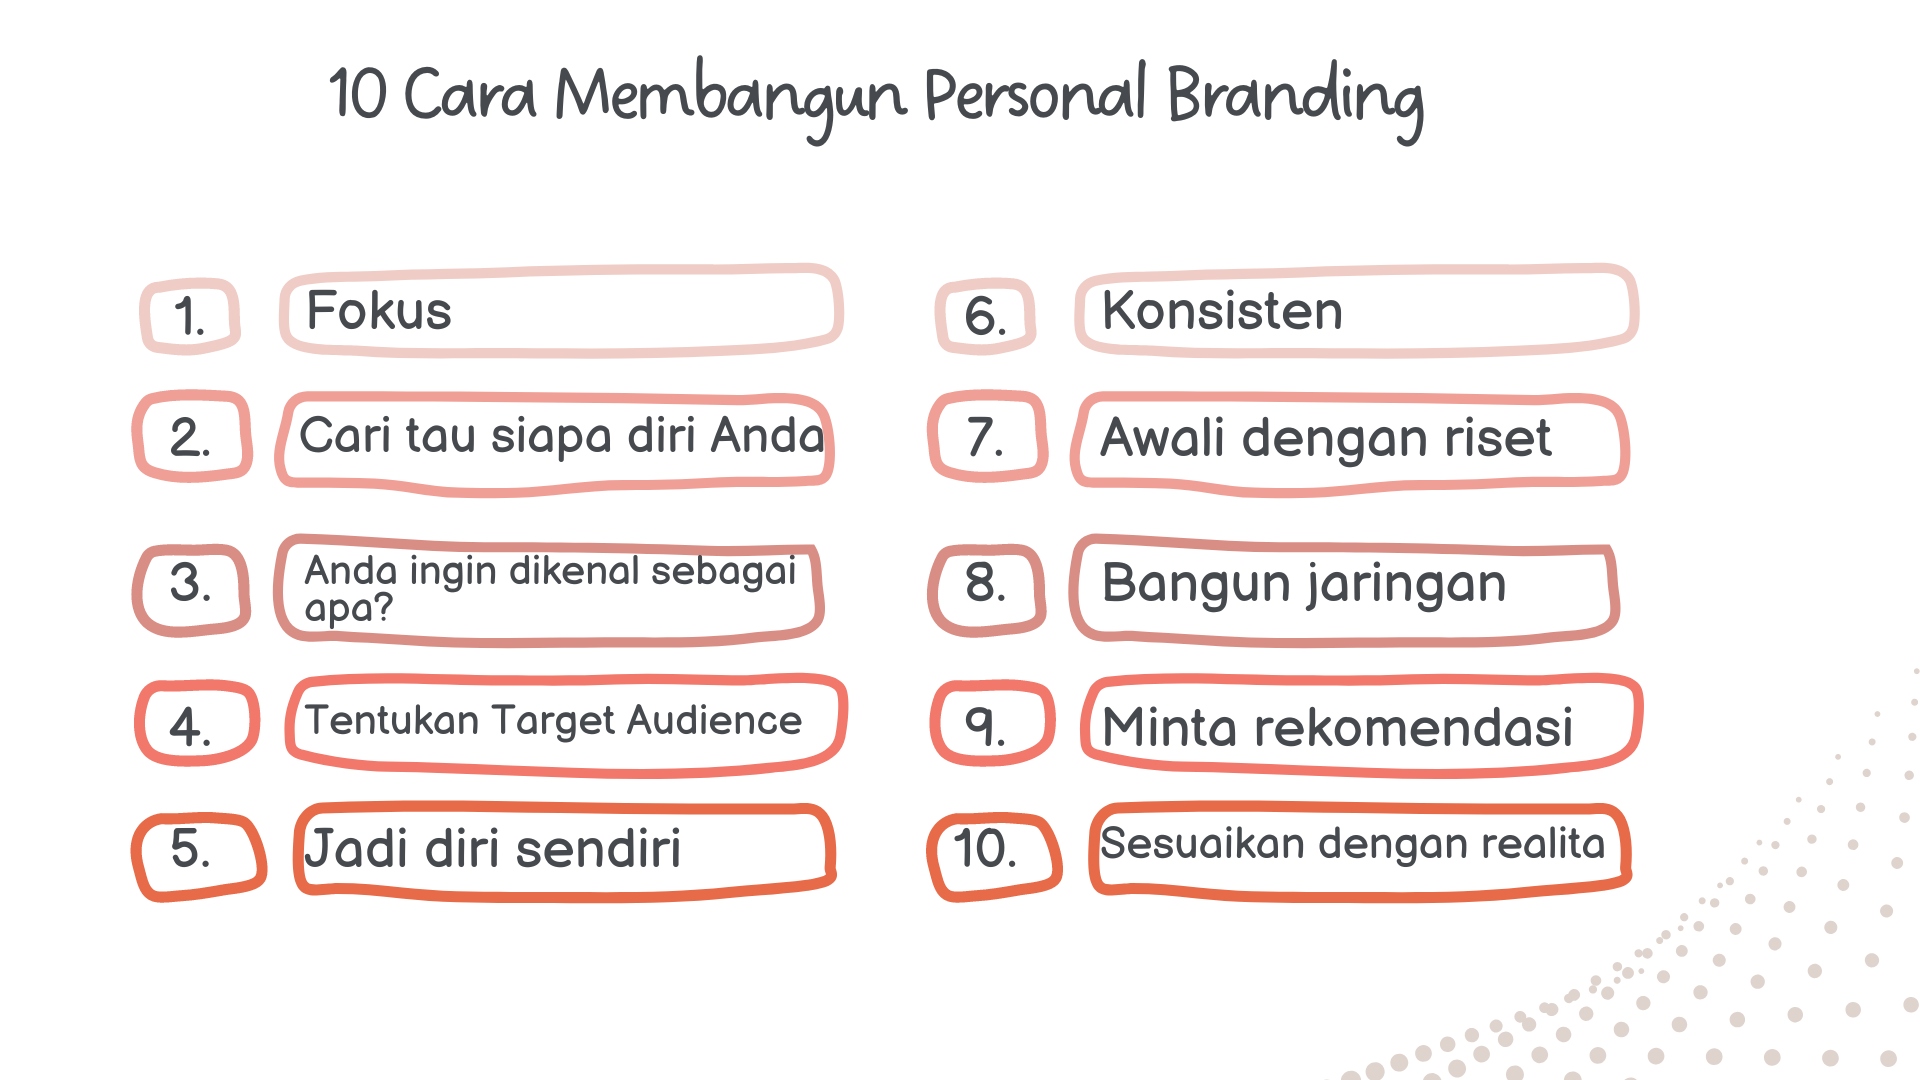 10 Cara Membangun Personal Branding
1. Fokus
2. Cari tau siapa diri Anda
3. Anda ingin dikenal sebagai
apa?
4. Tentukan Target Audience
5. Jadi diri sendiri
6. Konsisten
7. Awali dengan riset
8. Bangun jaringan
9. Minta rekomendasi
10. Sesuaikan dengan realita